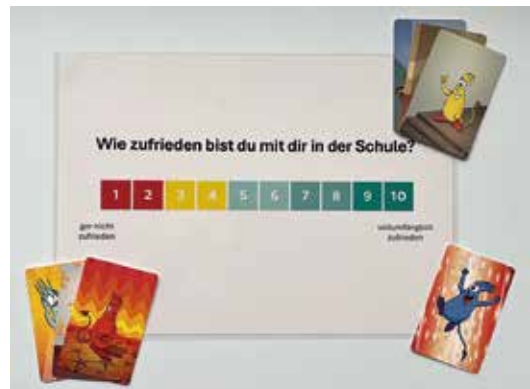 Wie zufrieden bist du mit dir in der Schule?
1 2 3 4 5 6 7 8 9 10
gar nicht
zufrieden
vollumfänglich
zufrieden